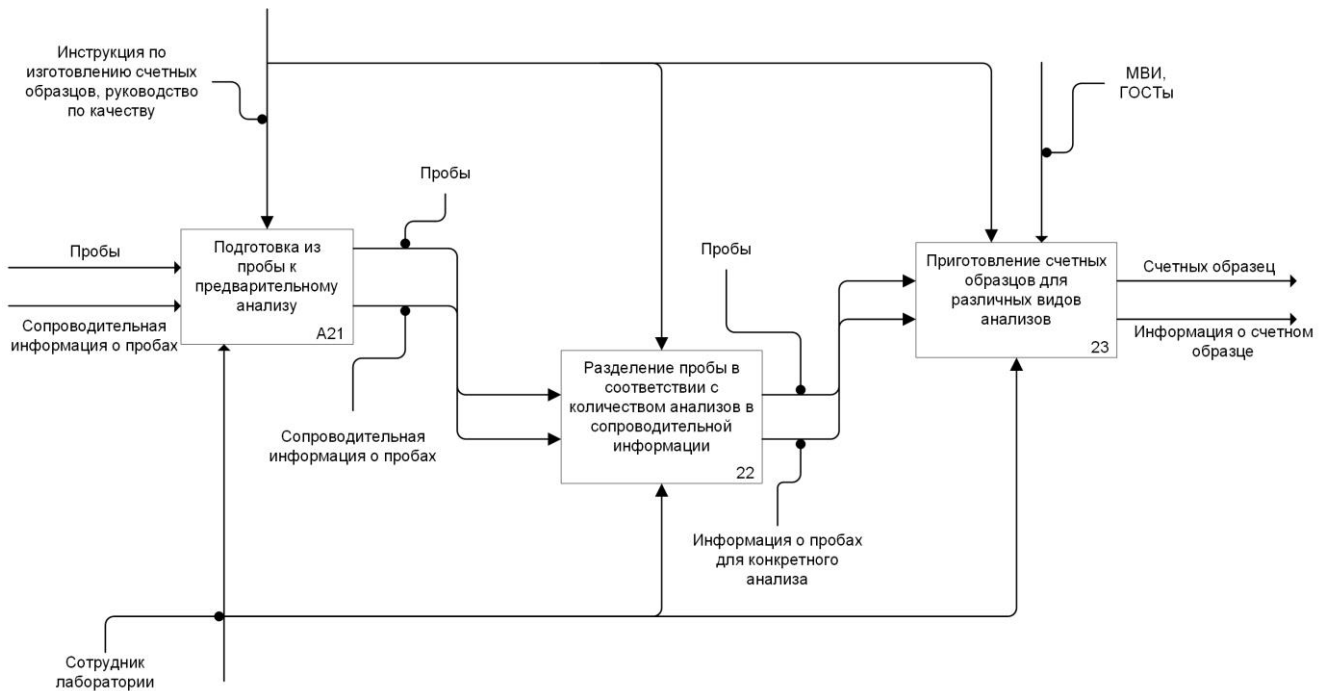 Инструкция по
изготовлению счетных
образцов, руководство
по качеству
МВИ,
ГОСТы
Пробы
Пробы
Сопроводительная
информация о пробах
Подготовка из
пробы к
предварительному
анализу
A21
Сопроводительная
информация о пробах
Пробы
Разделение пробы в
соответствии с
количеством анализов в
сопроводительной
информации
22
Информация о пробах
для конкретного
анализа
Приготовление счетных
образцов для
различных видов
анализов
23
Счетных образец
Информация о счетном
образце
Сотрудник
лаборатории